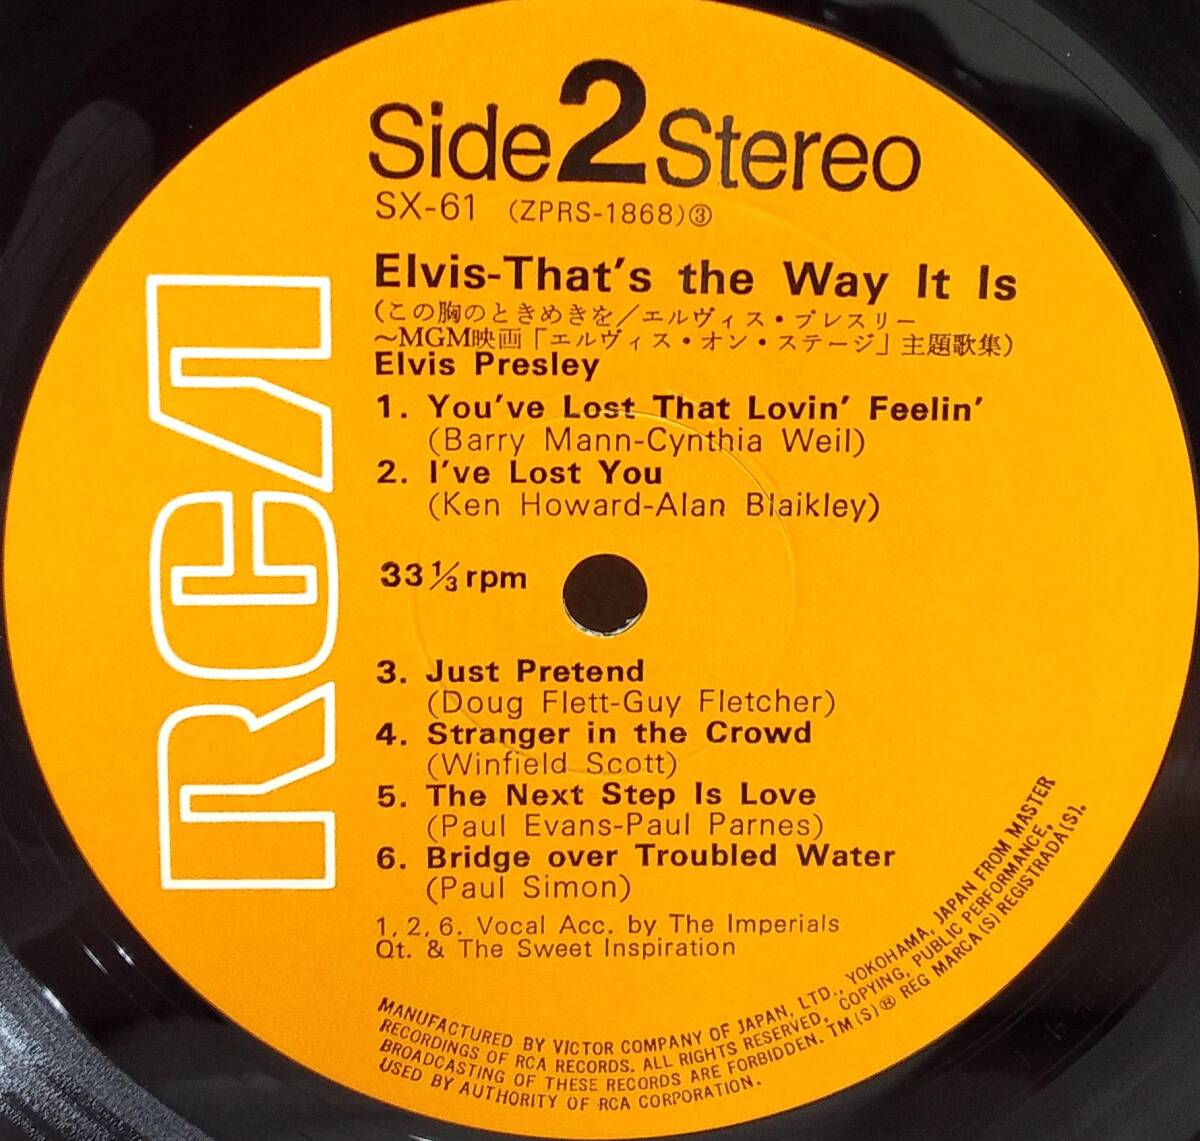 Side 2 Stereo
SX-61 (ZPRS-1868)③
Elvis-That's the Way It Is
(この胸のときめきを/エルヴィス・プレスリー
～MGM映画「エルヴィス・オン・ステージ」主題歌集)
Elvis Presley
1. You've Lost That Lovin' Feelin'
(Barry Mann-Cynthia Weil)
2. I've Lost You
(Ken Howard-Alan Blaikley)
33 1/3 rpm
3. Just Pretend
(Doug Flett-Guy Fletcher)
4. Stranger in the Crowd
(Winfield Scott)
5. The Next Step Is Love
(Paul Evans-Paul Parnes)
6. Bridge over Troubled Water
(Paul Simon)
1, 2, 6. Vocal Acc. by The Imperials
Qt. & The Sweet Inspiration
RCA
MANUFACTURED BY VICTOR COMPANY OF JAPAN, LTD., YOKOHAMA, JAPAN FROM MASTER
RECORDINGS OF RCA RECORDS. ALL RIGHTS RESERVED, COPYING, PUBLIC PERFORMANCE,
BROADCASTING OF THESE RECORDS ARE FORBIDDEN. TM(S)® REG MARCA(S) REGISTRADA(S).
USED BY AUTHORITY OF RCA CORPORATION.